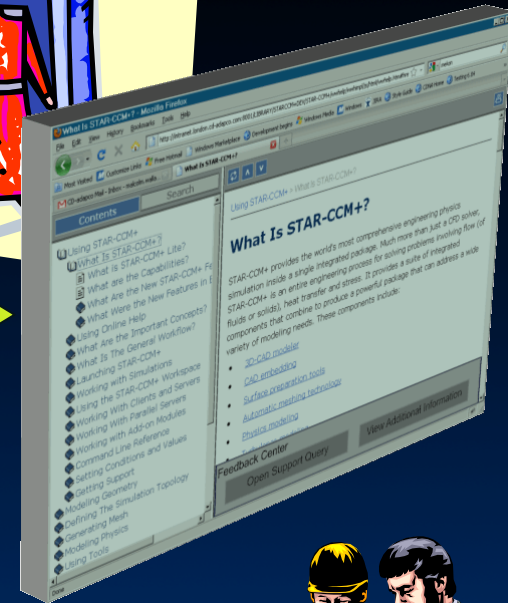 What Is STAR-CCM+? - Mozilla Firefox
File Edit View History Bookmarks Tools Help
Most Visited Customize Links Free Hotmail Windows Marketplace Development begins Windows Media Windows
What Is STAR-CCM+?
Contents
Search
Using STAR-CCM+
What Is STAR-CCM+?
What is STAR-CCM+ Lite?
What are the Capabilities?
What Are the New STAR-CCM+ Fe
What Were the New Features in
Using Online Help
What Are the Important Concepts?
What Is The General Workflow?
Launching STAR-CCM+
Working with Simulations
Using the STAR-CCM+ Workspace
Working With Clients and Servers
Working With Parallel Servers
Working with Add-on Modules
Command Line Reference
Setting Conditions and Values
Getting Support
Modeling Geometry
Defining The Simulation Topology
Generating Mesh
Modeling Physics
Using Tools
Done
Using STAR-CCM+ > What Is STAR-CCM+?
What Is STAR-CCM+?
STAR-CCM+ provides the world's most comprehensive engineering physics
simulation inside a single integrated package. Much more than just a CFD solver,
STAR-CCM+ is an entire engineering process for solving problems involving flow (of
fluids or solids), heat transfer and stress. It provides a suite of integrated
components that combine to produce a powerful package that can address a wide
variety of modeling needs. These components include:
• 3D-CAD modeler
• CAD embedding
• Surface preparation tools
• Automatic meshing technology
• Physics modeling
Feedback Center
Open Support Query
View Additional Information